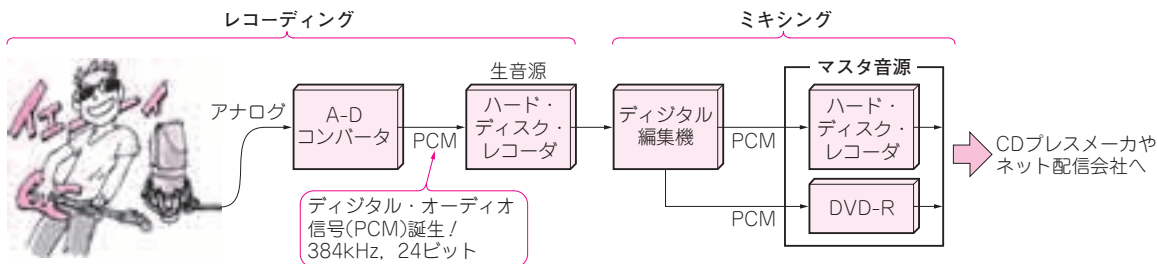 レコーディング
ミキシング
イエーーイ
アナログ
A-D
コンバータ
PCM
生音源
ハード・
ディスク・
レコーダ
ディジタル
編集機
PCM
PCM
マスタ音源
ハード・
ディスク・
レコーダ
DVD-R
CDプレスメーカや
ネット配信会社へ
ディジタル・オーディオ
信号(PCM)誕生!
384kHz, 24ビット